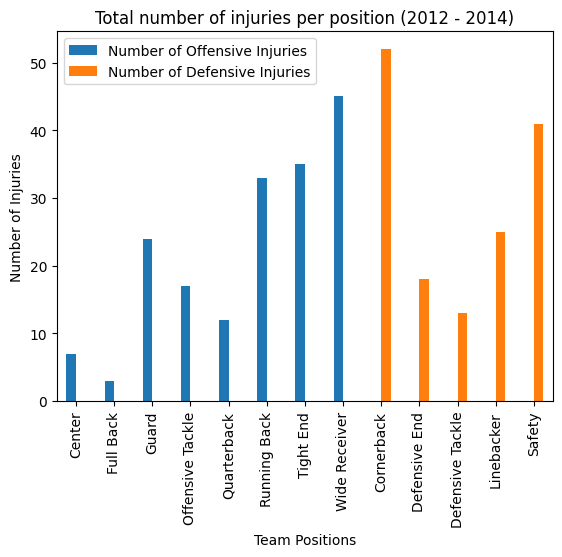 Total number of injuries per position (2012 - 2014)
Number of Offensive Injuries
Number of Defensive Injuries
Number of Injuries
50
40
30
20
10
0
Center
Full Back
Guard
Offensive Tackle
Quarterback
Running Back
Tight End
Wide Receiver
Cornerback
Defensive End
Defensive Tackle
Linebacker
Safety
Team Positions